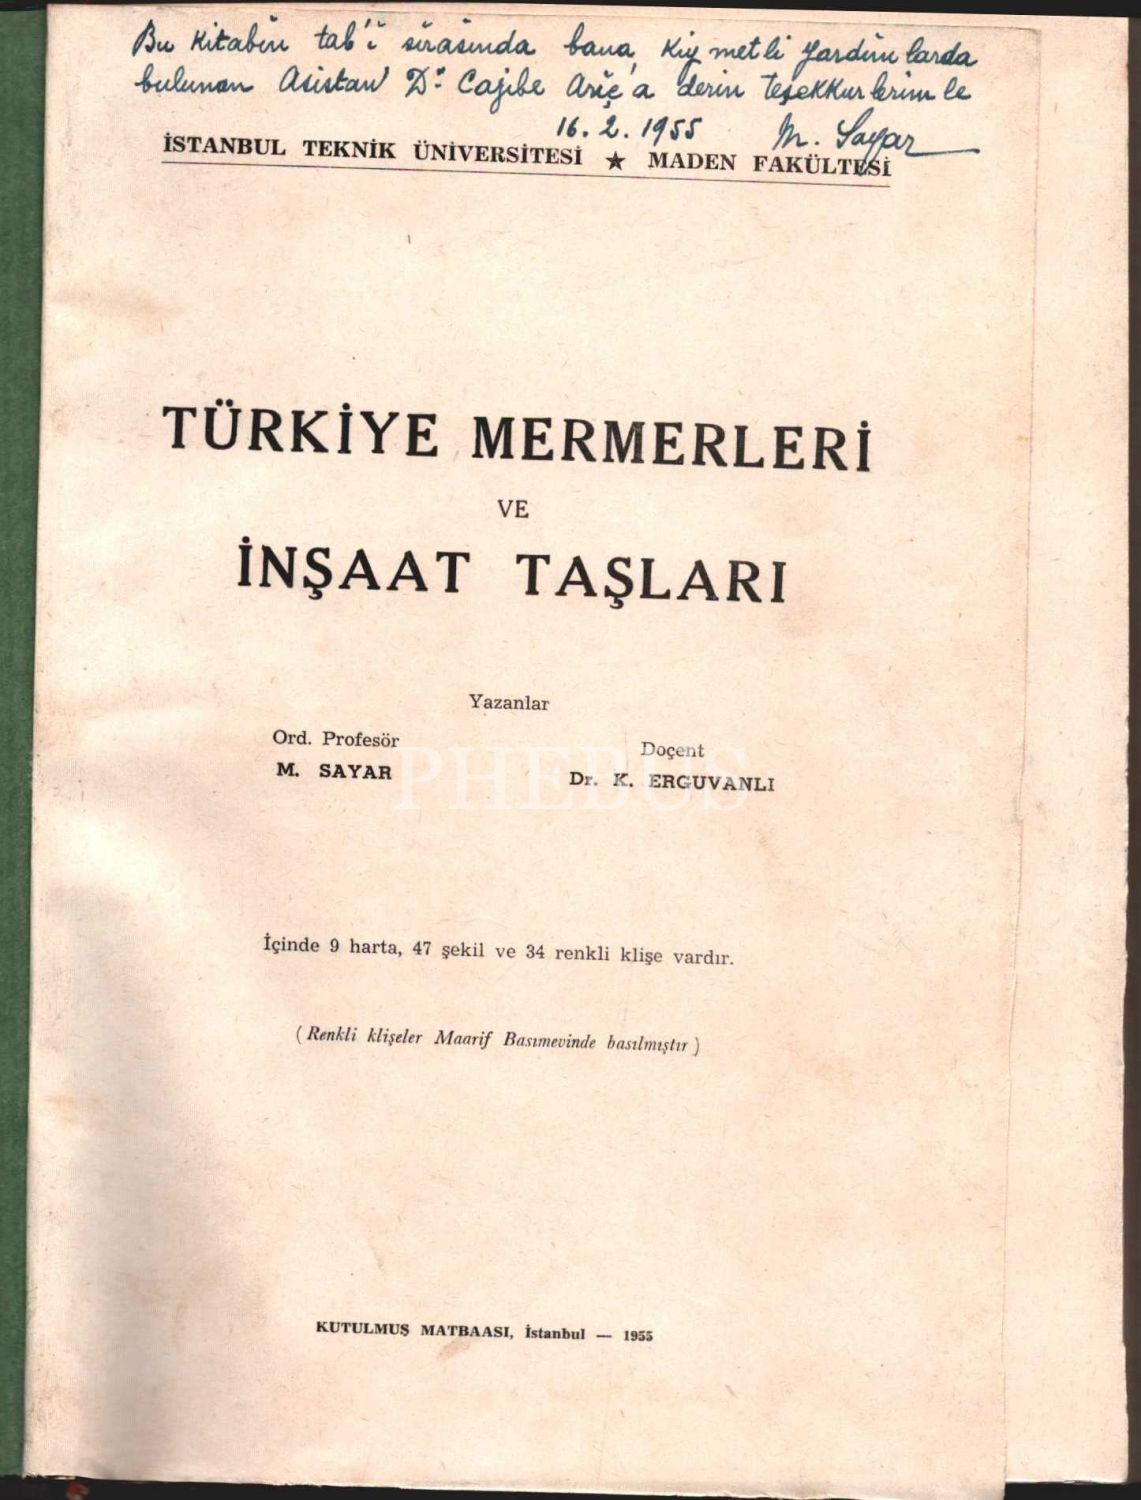 Bu kitabın tab'ı sırasında bana kıymetli yardımlarda
bulunan Asistan Dr. Cazibe Arıç'a derin teşekkürlerimle
16.2.1955 M. Sayar
İSTANBUL TEKNİK ÜNİVERSİTESİ ★ MADEN FAKÜLTESİ
TÜRKİYE MERMERLERİ
VE
İNŞAAT TAŞLARI
Yazanlar
Ord. Profesör
M. SAYAR
Doçent
Dr. K. ERGUVANLI
PHEBUS
İçinde 9 harta, 47 şekil ve 34 renkli klişe vardır.
(Renkli klişeler Maarif Basımevinde basılmıştır)
KUTULMUŞ MATBAASI, İstanbul — 1955